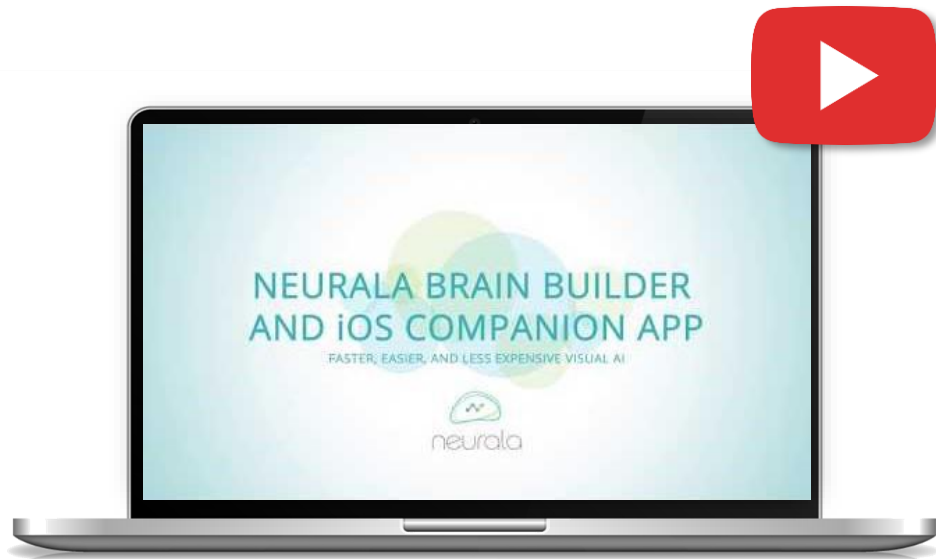 NEURALA BRAIN BUILDER
AND iOS COMPANION APP
FASTER, EASIER, AND LESS EXPENSIVE VISUAL AI
neurala